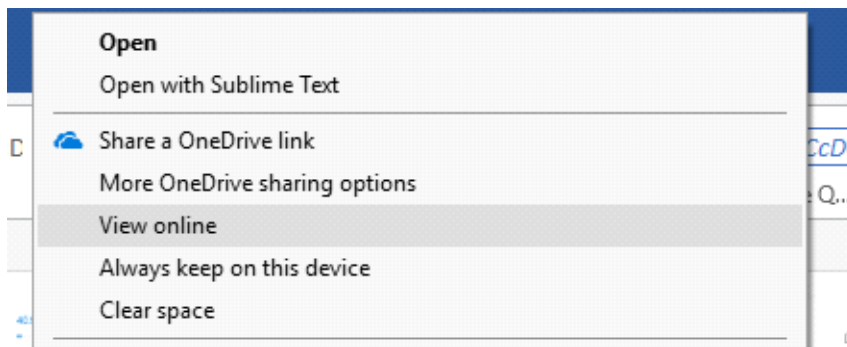 Open
Open with Sublime Text
Share a OneDrive link
D
CcD
More OneDrive sharing options
Q...
View online
Always keep on this device
Clear space